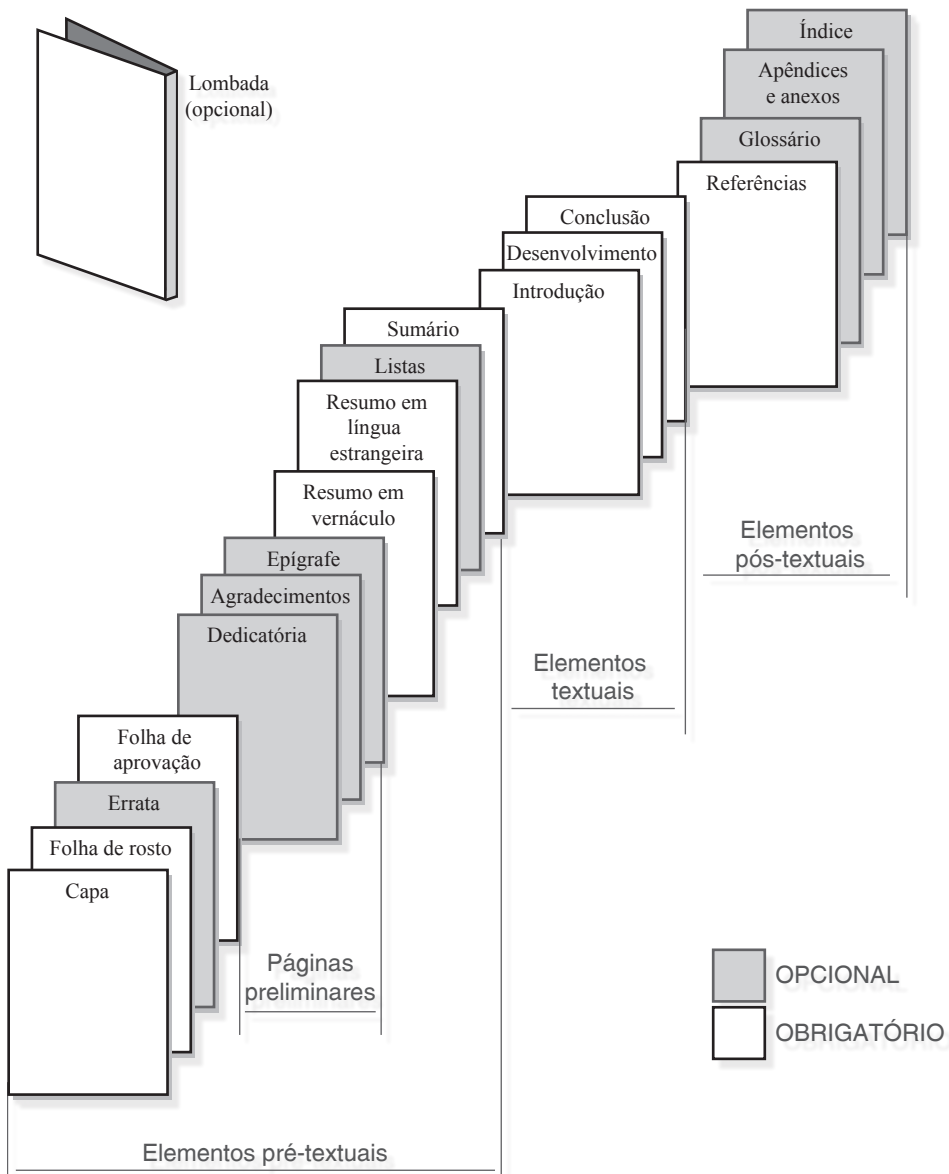 Lombada
(opcional)
Índice
Apêndices
e anexos
Glossário
Referências
Conclusão
Desenvolvimento
Introdução
Sumário
Listas
Resumo em
língua
estrangeira
Resumo em
vernáculo
Epígrafe
Agradecimentos
Dedicatória
Folha de
aprovação
Errata
Folha de rosto
Capa
Elementos
pós-textuais
Elementos
textuais
Páginas
preliminares
Elementos pré-textuais
OPCIONAL
OBRIGATÓRIO